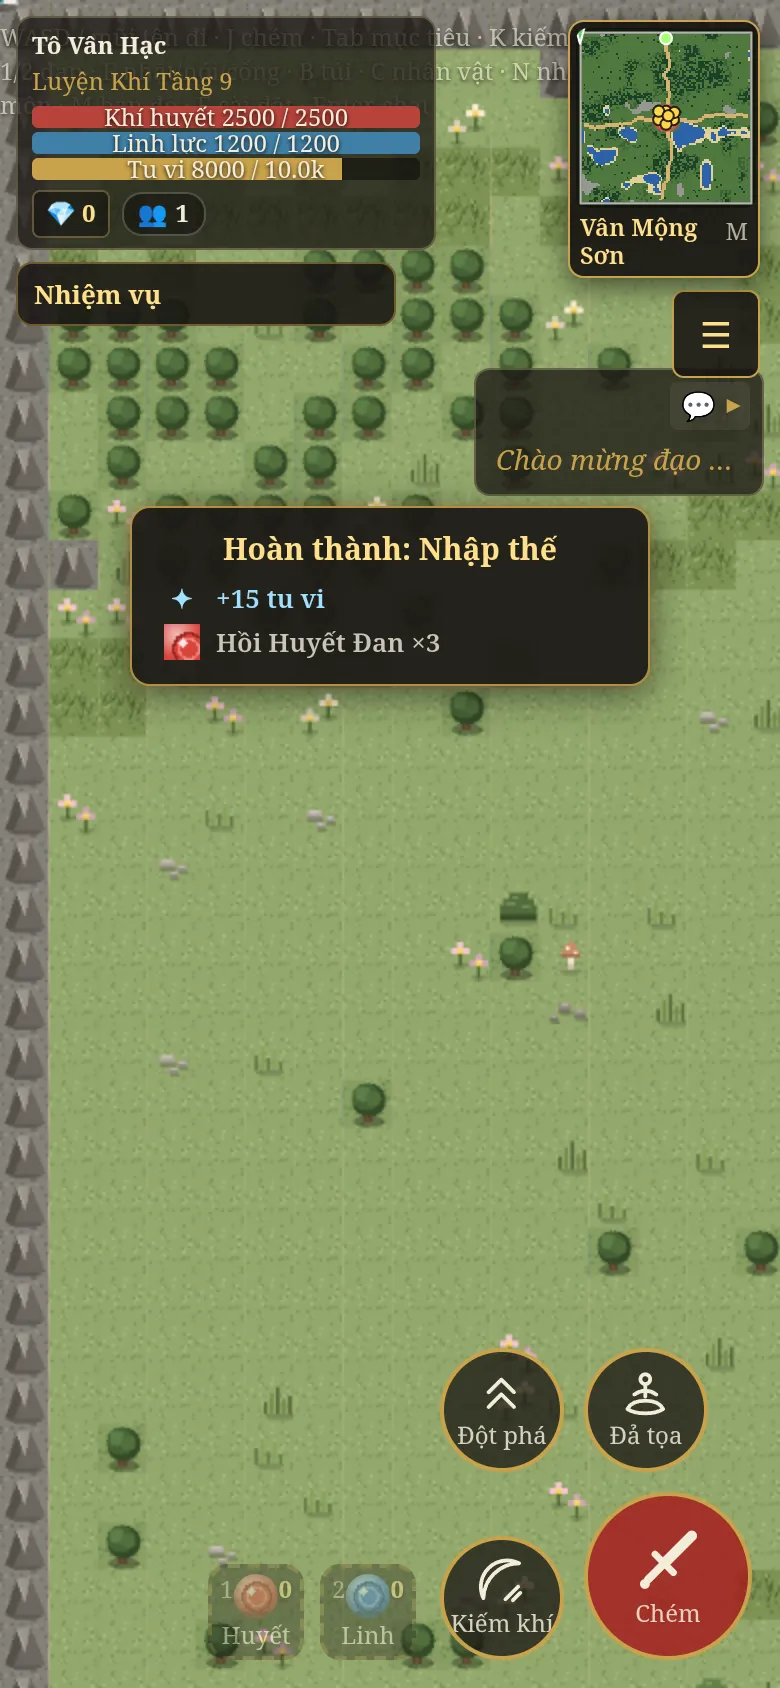 Tô Vân Hạc
Luyện Khí Tầng 9
Khí huyết 2500 / 2500
Linh lực 1200 / 1200
Tu vi 8000 / 10.0k
0
1
Nhiệm vụ
Vân Mộng
Sơn
M
Chào mừng đạo ...
Hoàn thành: Nhập thế
+15 tu vi
Hồi Huyết Đan ×3
Đột phá
Đả tọa
1 0
Huyết
2 0
Linh
Kiếm khí
Chém